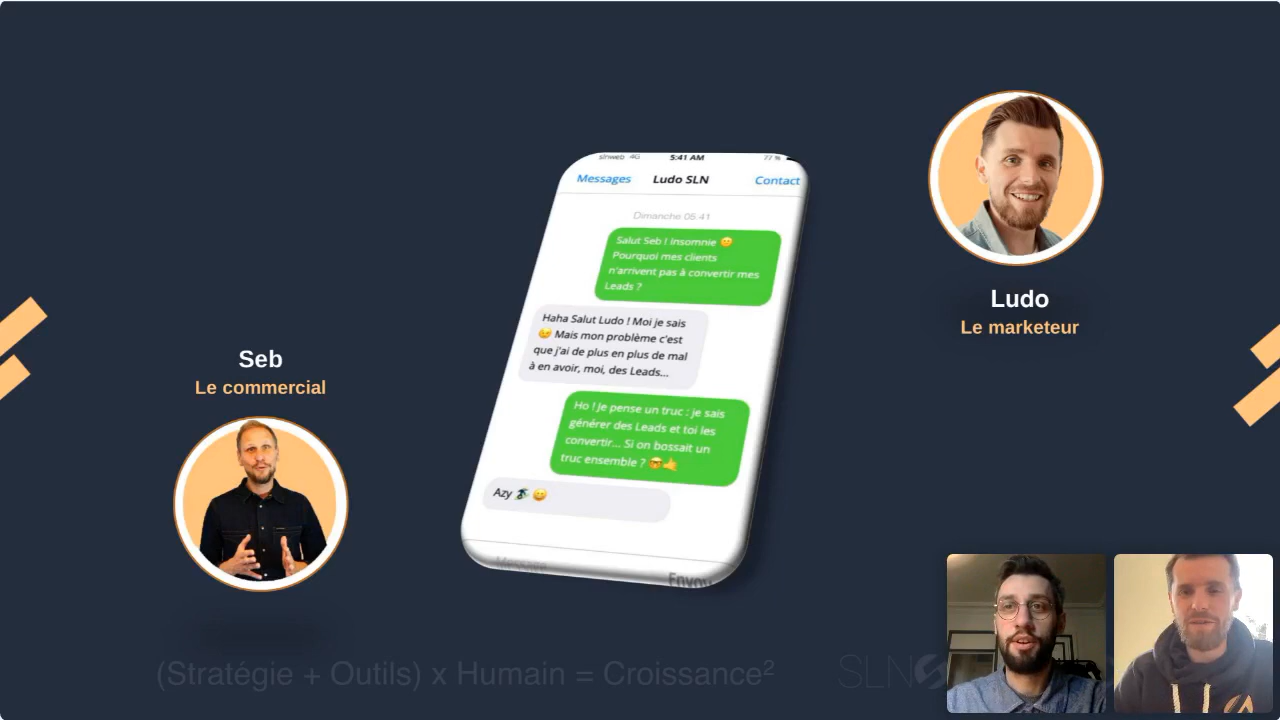 Seb
Le commercial
slnweb 4G 5:41 AM 77 %
Messages Ludo SLN Contact
Dimanche 05:41
Salut Seb ! Insomnie 🙁
Pourquoi mes clients
n'arrivent pas à convertir mes
Leads ?
Haha Salut Ludo ! Moi je sais
😉 Mais mon problème c'est
que j'ai de plus en plus de mal
à en avoir, moi, des Leads...
Ho ! Je pense un truc : je sais
générer des Leads et toi les
convertir... Si on bossait un
truc ensemble ? 🤓🤙
Azy 🏂 😋
Message
Envoy
Ludo
Le marketeur
(Stratégie + Outils) x Humain = Croissance²
SLN